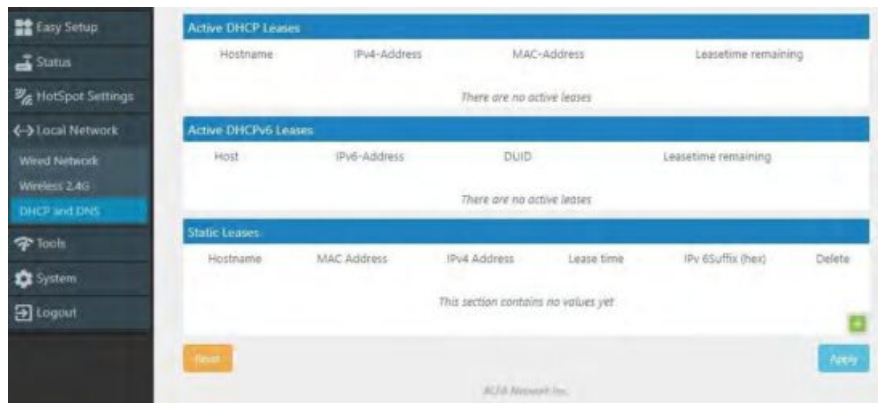 Easy Setup
Status
HotSpot Settings
Local Network
Wired Network
Wireless 2.4G
DHCP and DNS
Tools
System
Logout
Active DHCP Leases
Hostname IPv4-Address MAC-Address Leasetime remaining
There are no active leases
Active DHCPv6 Leases
Host IPv6-Address DUID Leasetime remaining
There are no active leases
Static Leases
Hostname MAC Address IPv4 Address Lease time IPv 6Suffix (hex) Delete
This section contains no values yet
Reset Apply
ALFA Network Inc.